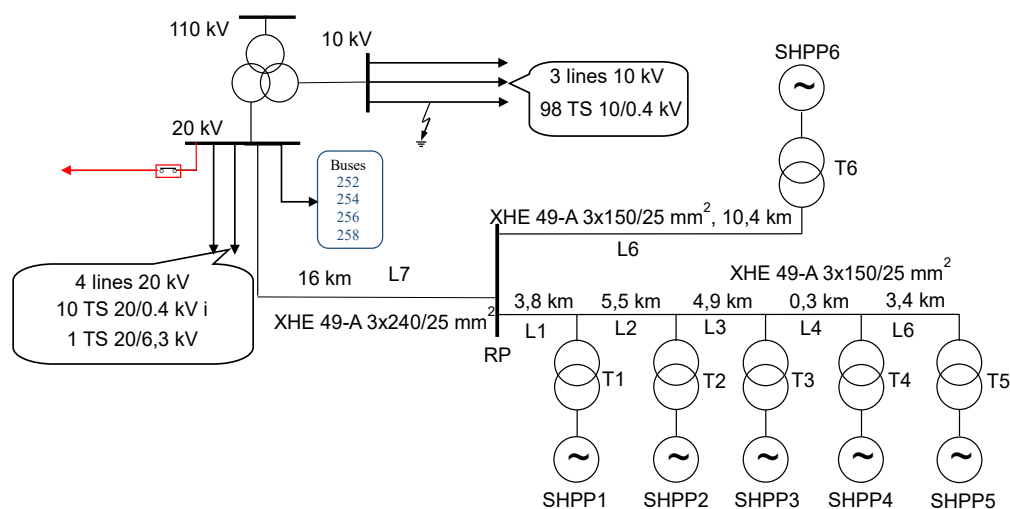 110 kV
10 kV
3 lines 10 kV
98 TS 10/0.4 kV
SHPP6
T6
20 kV
Buses
252
254
256
258
XHE 49-A 3x150/25 mm², 10,4 km
L6
4 lines 20 kV
10 TS 20/0.4 kV i
1 TS 20/6,3 kV
16 km
L7
XHE 49-A 3x240/25 mm²
RP
XHE 49-A 3x150/25 mm²
3,8 km
5,5 km
4,9 km
0,3 km
3,4 km
L1
L2
L3
L4
L6
T1
T2
T3
T4
T5
~
~
~
~
~
~
SHPP1
SHPP2
SHPP3
SHPP4
SHPP5